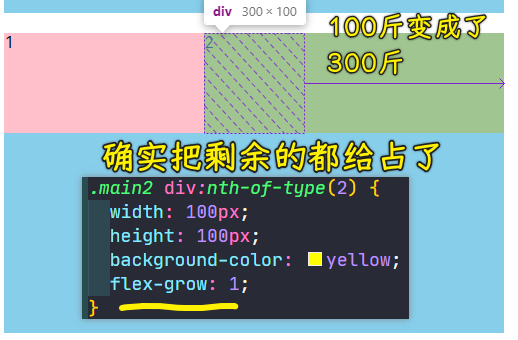 div 300 × 100
1
2
100斤变成了
300斤
确实把剩余的都给占了
.main2 div:nth-of-type(2) {
width: 100px;
height: 100px;
background-color: yellow;
flex-grow: 1;
}